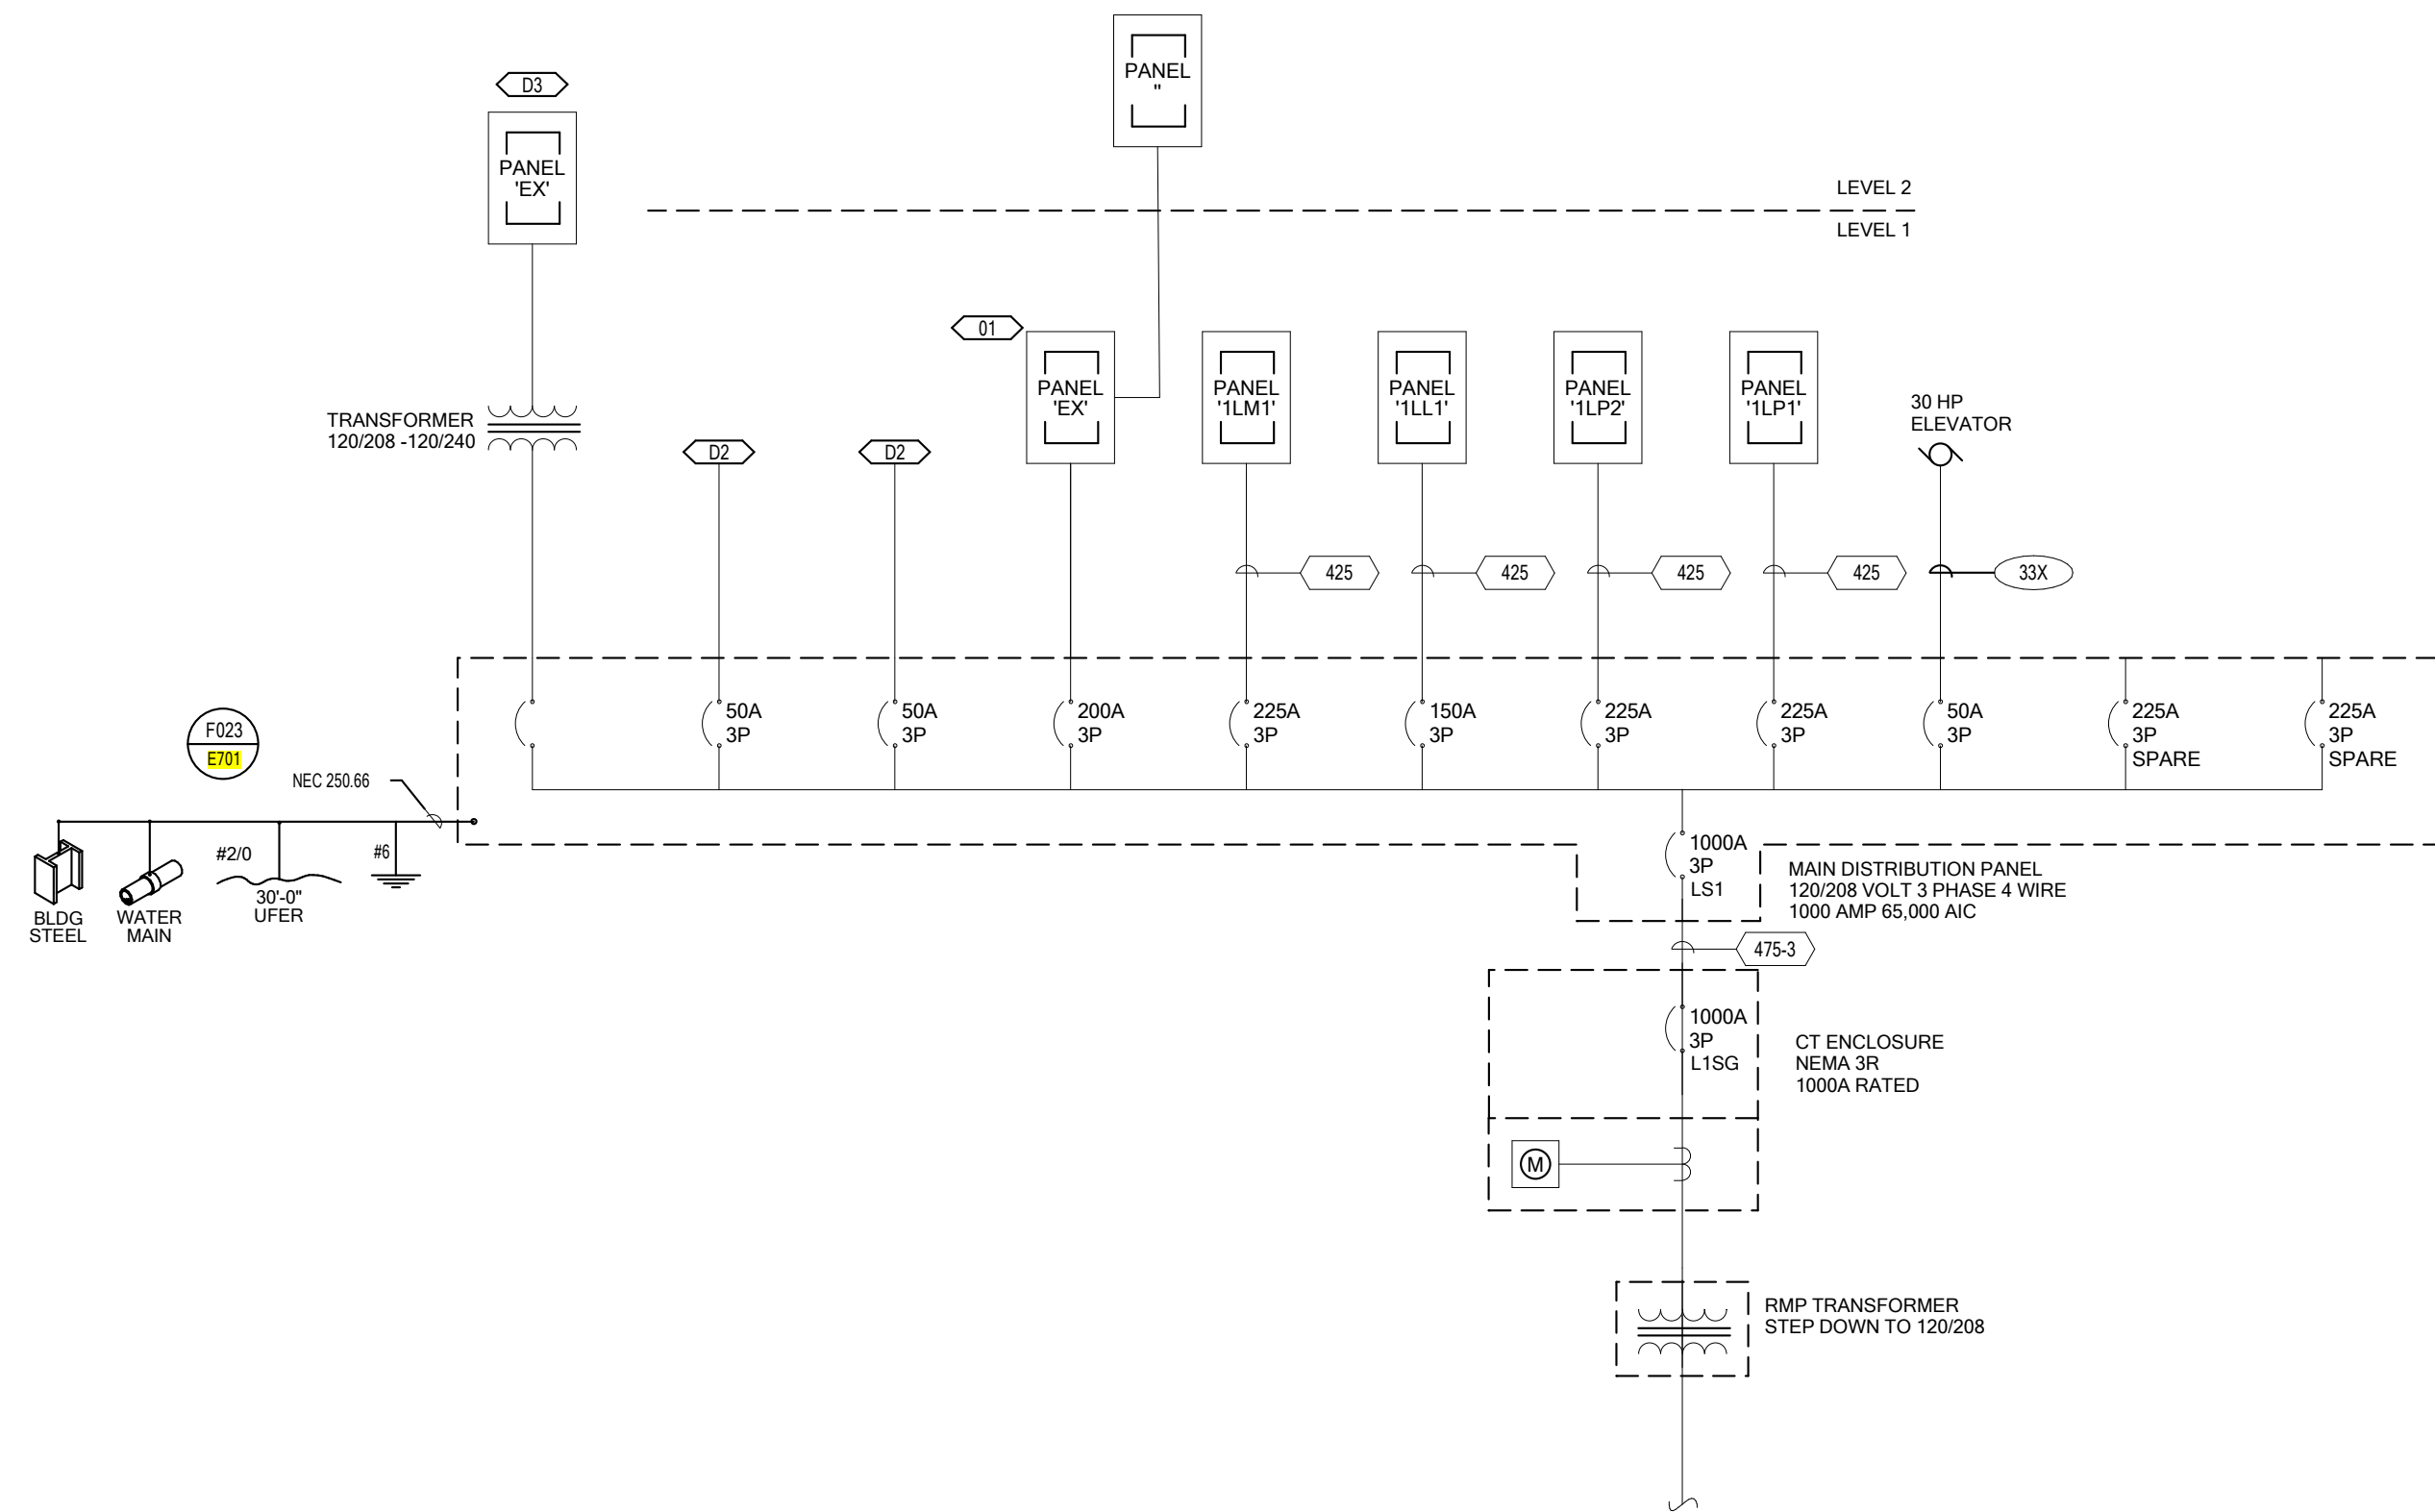 PANEL
"
D3
PANEL
'EX'
LEVEL 2
LEVEL 1
01
PANEL
'EX'
PANEL
'1LM1'
PANEL
'1LL1'
PANEL
'1LP2'
PANEL
'1LP1'
30 HP
ELEVATOR
TRANSFORMER
120/208 -120/240
D2
D2
425
425
425
425
33X
50A
3P
50A
3P
200A
3P
225A
3P
150A
3P
225A
3P
225A
3P
50A
3P
225A
3P
SPARE
225A
3P
SPARE
F023
E701
NEC 250.66
#2/0
#6
30'-0"
UFER
BLDG
STEEL
WATER
MAIN
1000A
3P
LS1
MAIN DISTRIBUTION PANEL
120/208 VOLT 3 PHASE 4 WIRE
1000 AMP 65,000 AIC
475-3
1000A
3P
L1SG
CT ENCLOSURE
NEMA 3R
1000A RATED
M
RMP TRANSFORMER
STEP DOWN TO 120/208